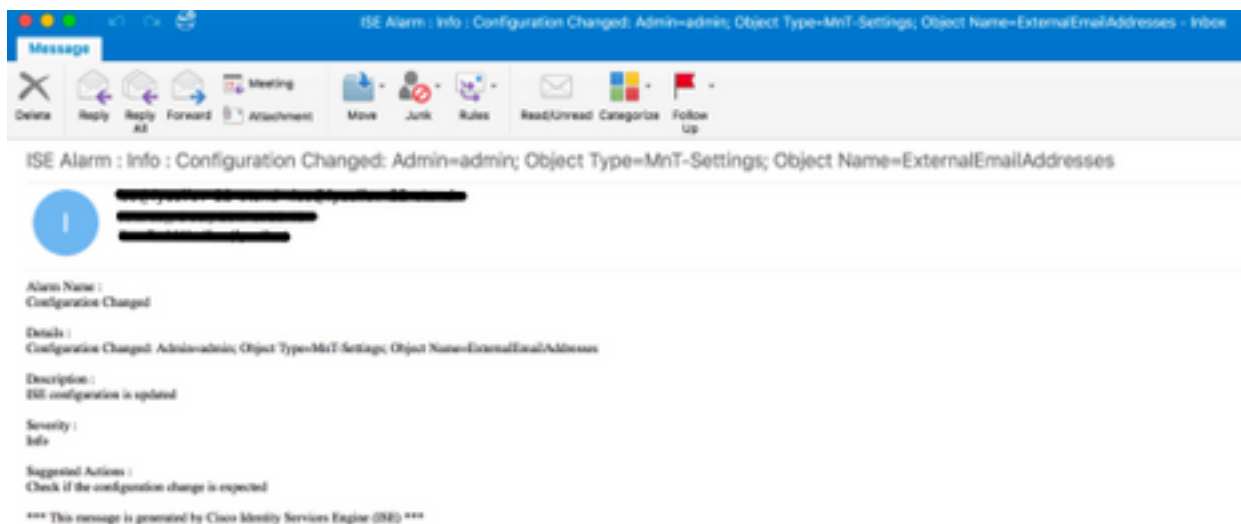 ISE Alarm : Info : Configuration Changed: Admin=admin; Object Type=MnT-Settings; Object Name=ExternalEmailAddresses - Inbox
Message
Delete
Reply
Reply All
Forward
Meeting
Attachment
Move
Junk
Rules
Read/Unread
Categorize
Follow Up
ISE Alarm : Info : Configuration Changed: Admin=admin; Object Type=MnT-Settings; Object Name=ExternalEmailAddresses
I
Alarm Name :
Configuration Changed
Details :
Configuration Changed: Admin=admin; Object Type=MnT-Settings; Object Name=ExternalEmailAddresses
Description :
ISE configuration is updated
Severity :
Info
Suggested Actions :
Check if the configuration change is expected
*** This message is generated by Cisco Identity Services Engine (ISE) ***